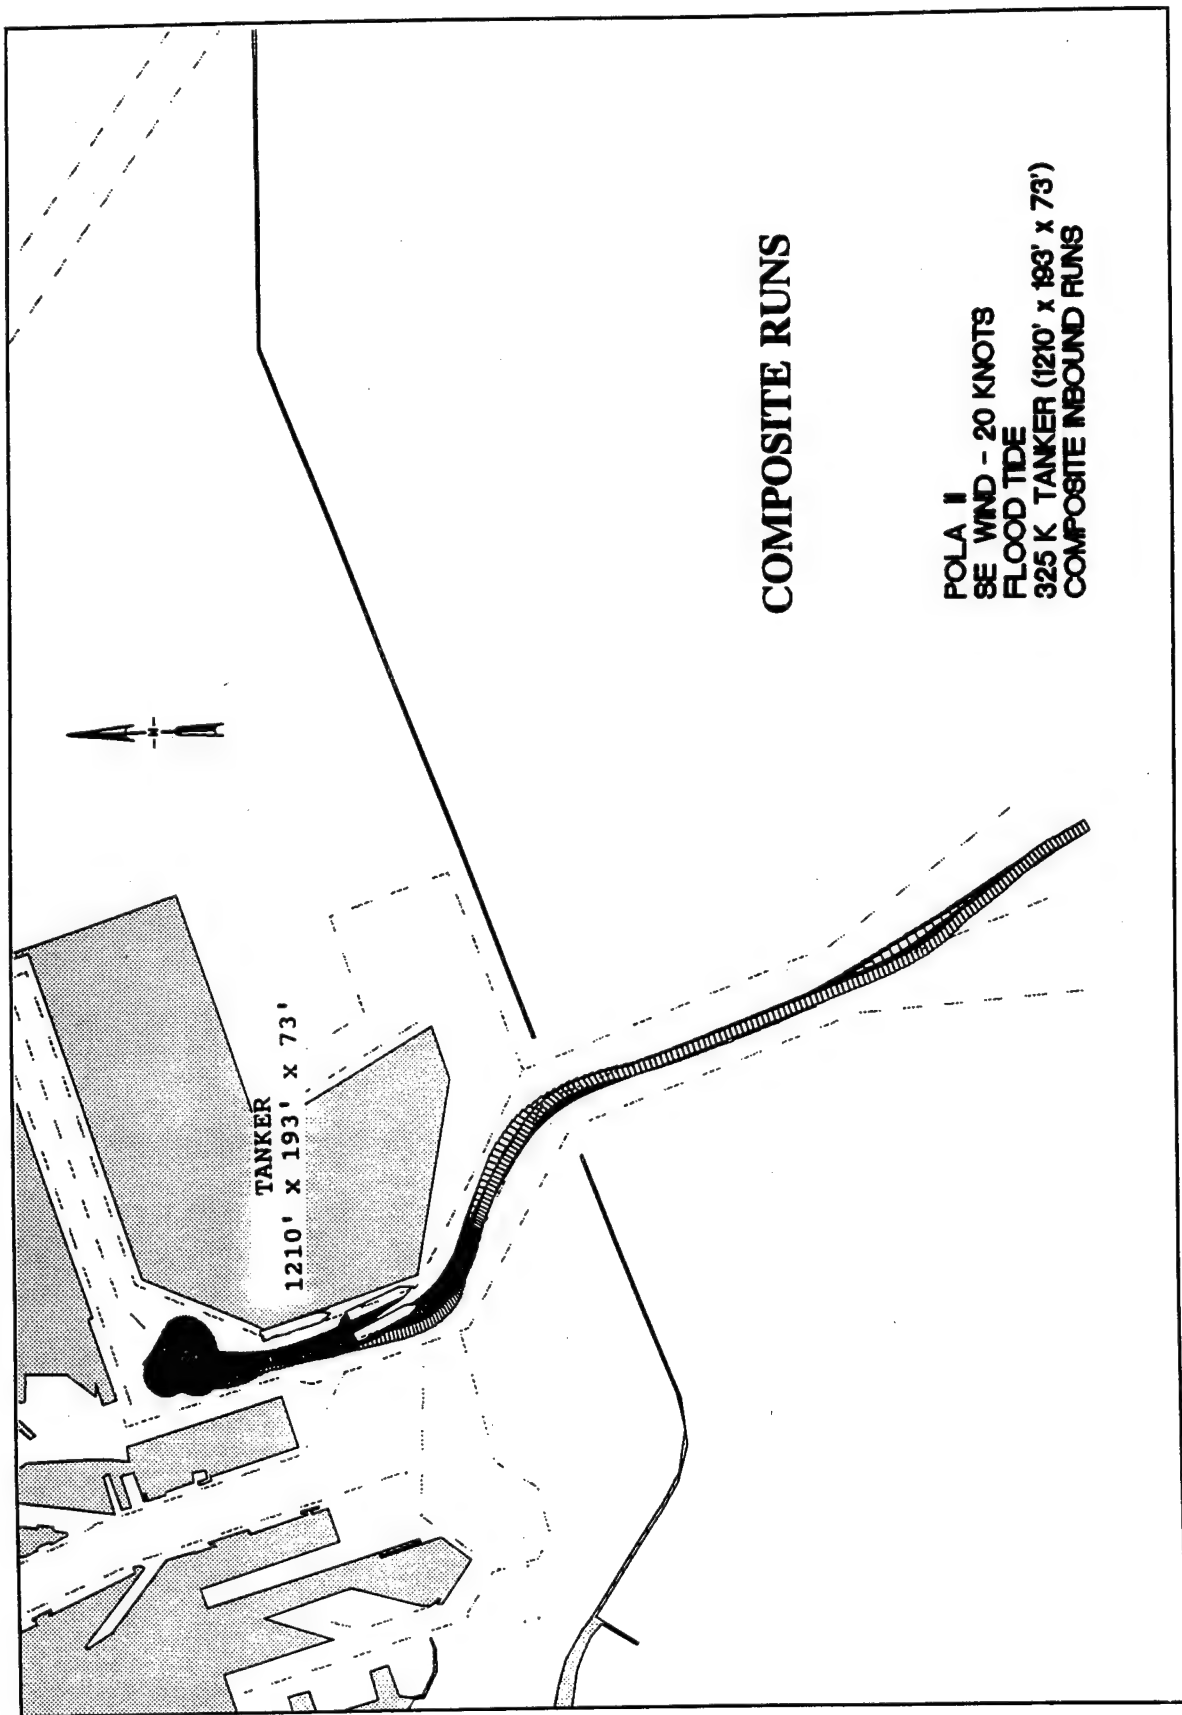 TANKER
1210' X 193' X 73'
COMPOSITE RUNS
POLA II
SE WIND - 20 KNOTS
FLOOD TIDE
325 K TANKER (1210' x 193' x 73')
COMPOSITE INBOUND RUNS